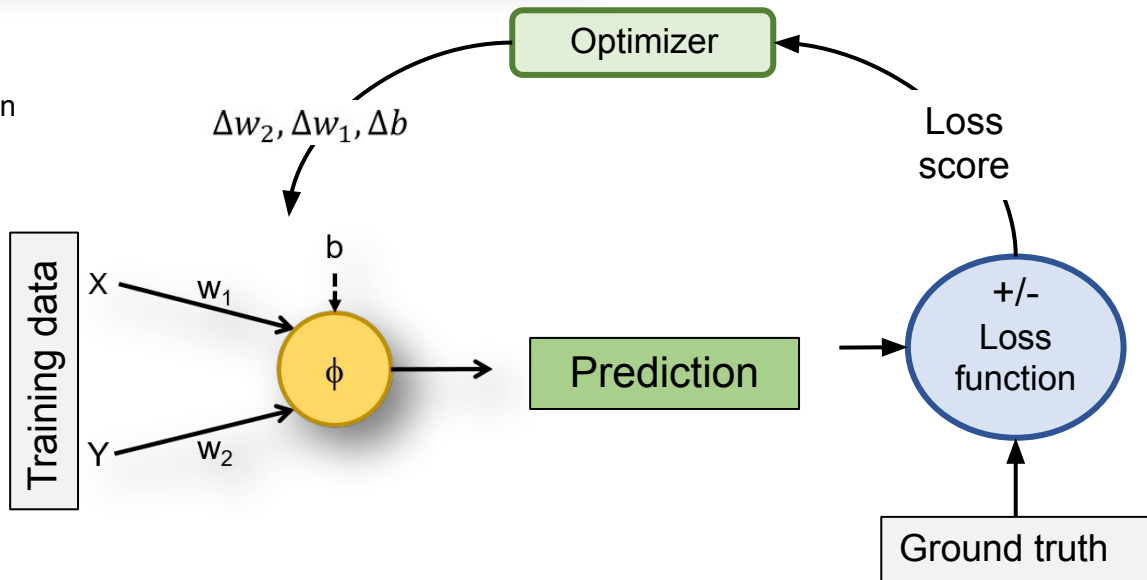 Optimizer
n
Δw₂, Δw₁, Δb
Loss
score
b
Training data
X
w₁
+/-
Loss
function
ϕ
Prediction
Y
w₂
Ground truth